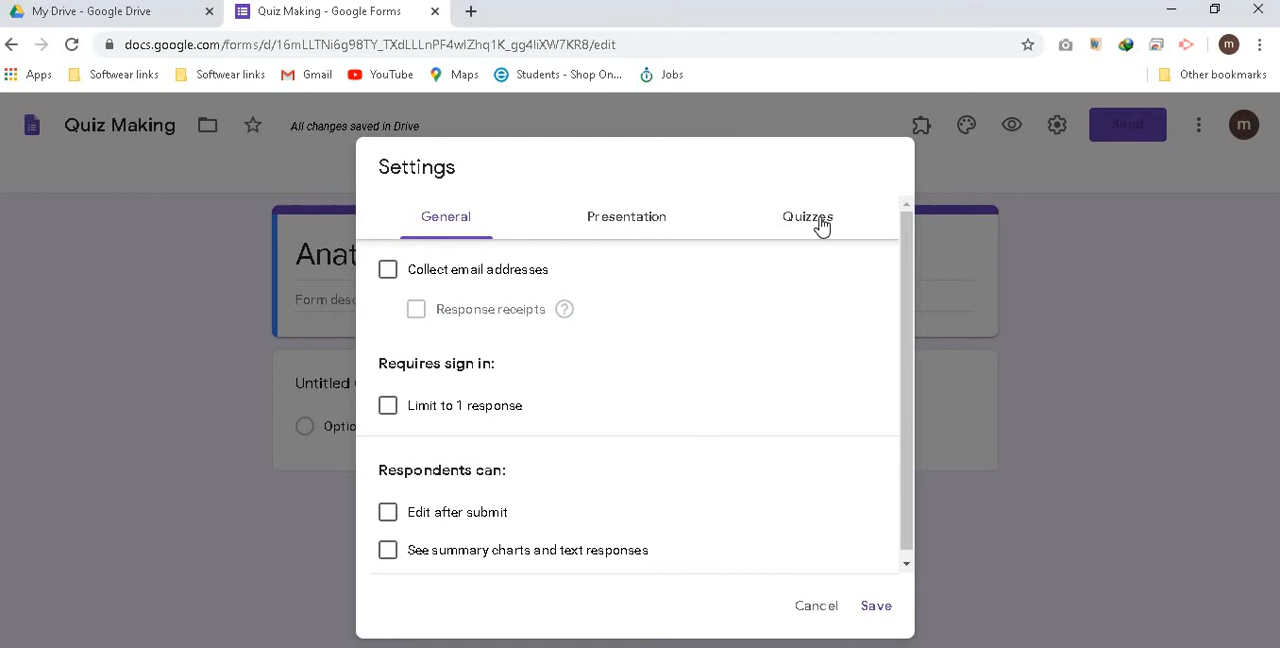 My Drive - Google Drive
Quiz Making - Google Forms
docs.google.com/forms/d/16mLLTNi6g98TY_TXdLLLnPF4wIZhq1K_gg4IiXW7KR8/edit
Apps Softwear links Softwear links Gmail YouTube Maps Students - Shop On... Jobs Other bookmarks
Quiz Making All changes saved in Drive Send m
Settings
General Presentation Quizzes
Anat
Collect email addresses
Form desc
Response receipts ?
Requires sign in:
Untitled
Limit to 1 response
Optio
Respondents can:
Edit after submit
See summary charts and text responses
Cancel Save